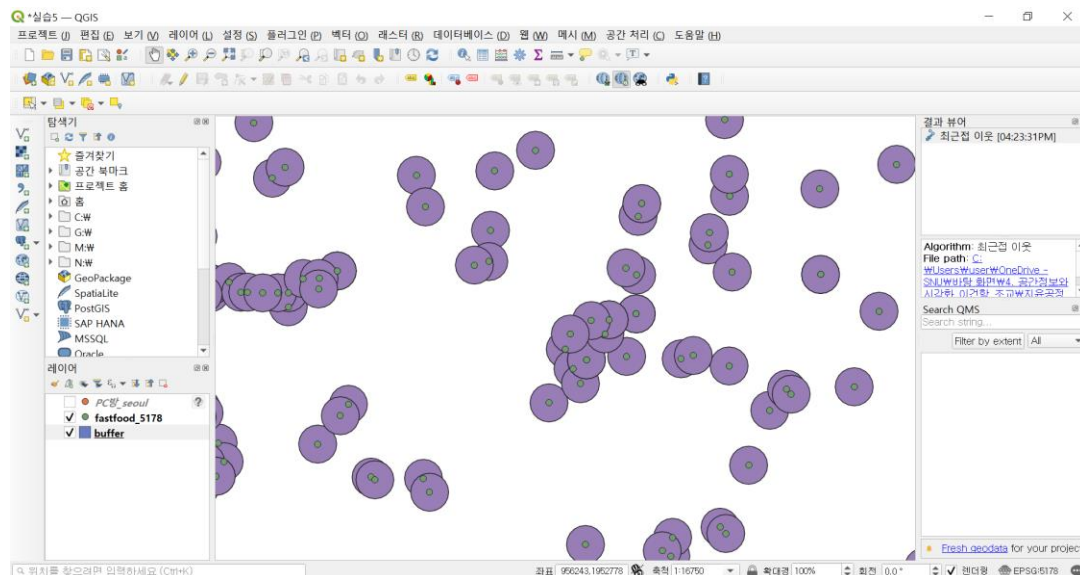 *실습5 — QGIS
프로젝트 (J) 편집 (E) 보기 (V) 레이어 (L) 설정 (S) 플러그인 (P) 벡터 (O) 래스터 (R) 데이터베이스 (D) 웹 (W) 메시 (M) 공간 처리 (C) 도움말 (H)
탐색기
즐겨찾기
공간 북마크
프로젝트 홈
홈
C:₩
G:₩
M:₩
N:₩
GeoPackage
SpatiaLite
PostGIS
SAP HANA
MSSQL
Oracle
레이어
PC방_seoul ?
fastfood_5178
buffer
결과 뷰어
최근접 이웃 [04:23:31PM]
Algorithm: 최근접 이웃
File path: C:
₩Users₩user₩OneDrive -
SNU₩바탕 화면₩4. 공간정보와
Search QMS
Search string...
Filter by extent All
Fresh geodata for your project
위치를 찾으려면 입력하세요 (Ctrl+K) 좌표 956243,1952778 축척 1:16750 확대경 100% 회전 0.0 ° 렌더링 EPSG:5178